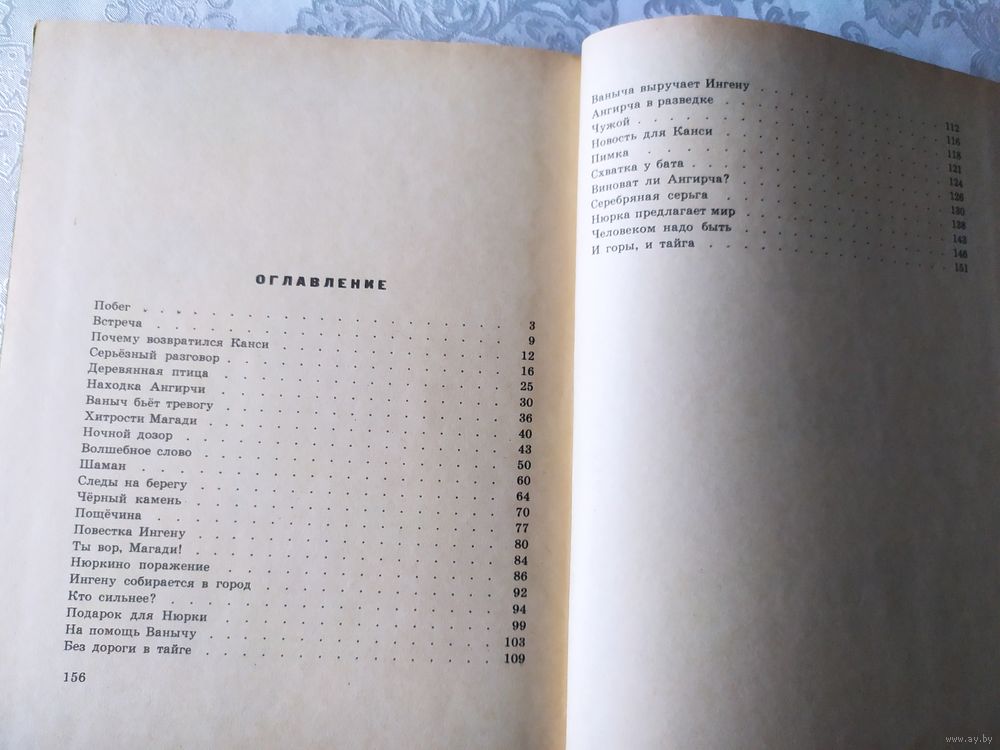 ОГЛАВЛЕНИЕ
Побег . . . . . 3
Встреча . . . . . 9
Почему возвратился Канси . . . . . 12
Серьёзный разговор . . . . . 16
Деревянная птица . . . . . 25
Находка Ангирчи . . . . . 30
Ваныч бьёт тревогу . . . . . 36
Хитрости Магади . . . . . 40
Ночной дозор . . . . . 43
Волшебное слово . . . . . 50
Шаман . . . . . 60
Следы на берегу . . . . . 64
Чёрный камень . . . . . 70
Пощёчина . . . . . 77
Повестка Ингену . . . . . 80
Ты вор, Магади! . . . . . 84
Нюркино поражение . . . . . 86
Ингену собирается в город . . . . . 92
Кто сильнее? . . . . . 94
Подарок для Нюрки . . . . . 99
На помощь Ванычу . . . . . 103
Без дороги в тайге . . . . . 109
156
Ваныча выручает Ингену . . . . . 112
Ангирча в разведке . . . . . 116
Чужой . . . . . 118
Новость для Канси . . . . . 121
Пимка . . . . . 124
Схватка у бата . . . . . 126
Виноват ли Ангирча? . . . . . 130
Серебряная серьга . . . . . 138
Нюрка предлагает мир . . . . . 143
Человеком надо быть . . . . . 146
И горы, и тайга . . . . . 151
www.ay.by